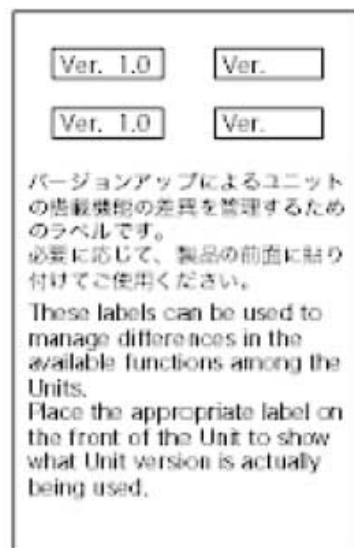 Ver. 1.0 Ver.
Ver. 1.0 Ver.
バージョンアップによるユニット
の搭載機能の差異を管理するため
のラベルです。
必要に応じて、製品の前面に貼り
付けてご使用ください。
These labels can be used to
manage differences in the
available functions among the
Units.
Place the appropriate label on
the front of the Unit to show
what Unit version is actually
being used.